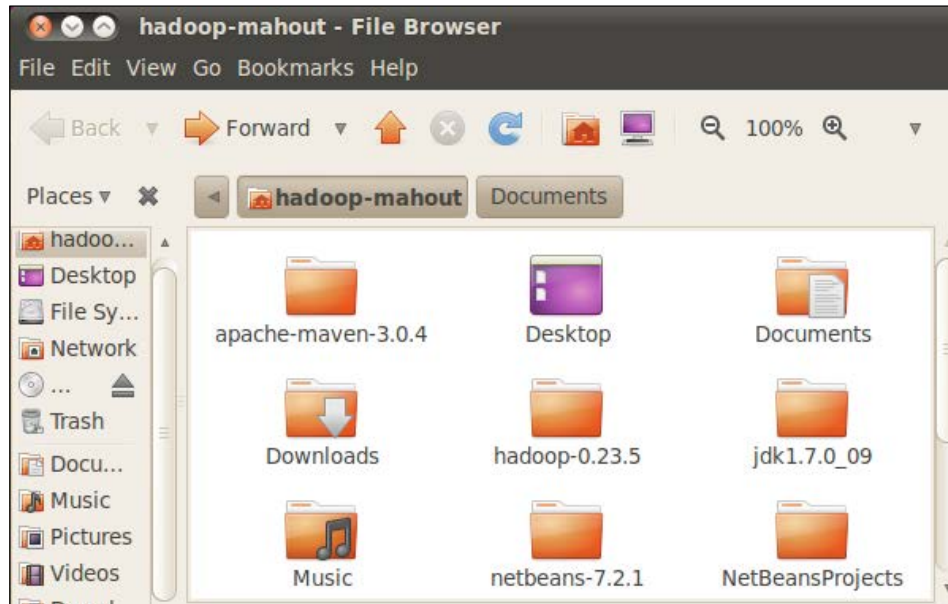 hadoop-mahout - File Browser
File Edit View Go Bookmarks Help
Back Forward 100%
Places hadoop-mahout Documents
hadoo...
Desktop
File Sy...
Network
...
Trash
Docu...
Music
Pictures
Videos
apache-maven-3.0.4 Desktop Documents
Downloads hadoop-0.23.5 jdk1.7.0_09
Music netbeans-7.2.1 NetBeansProjects